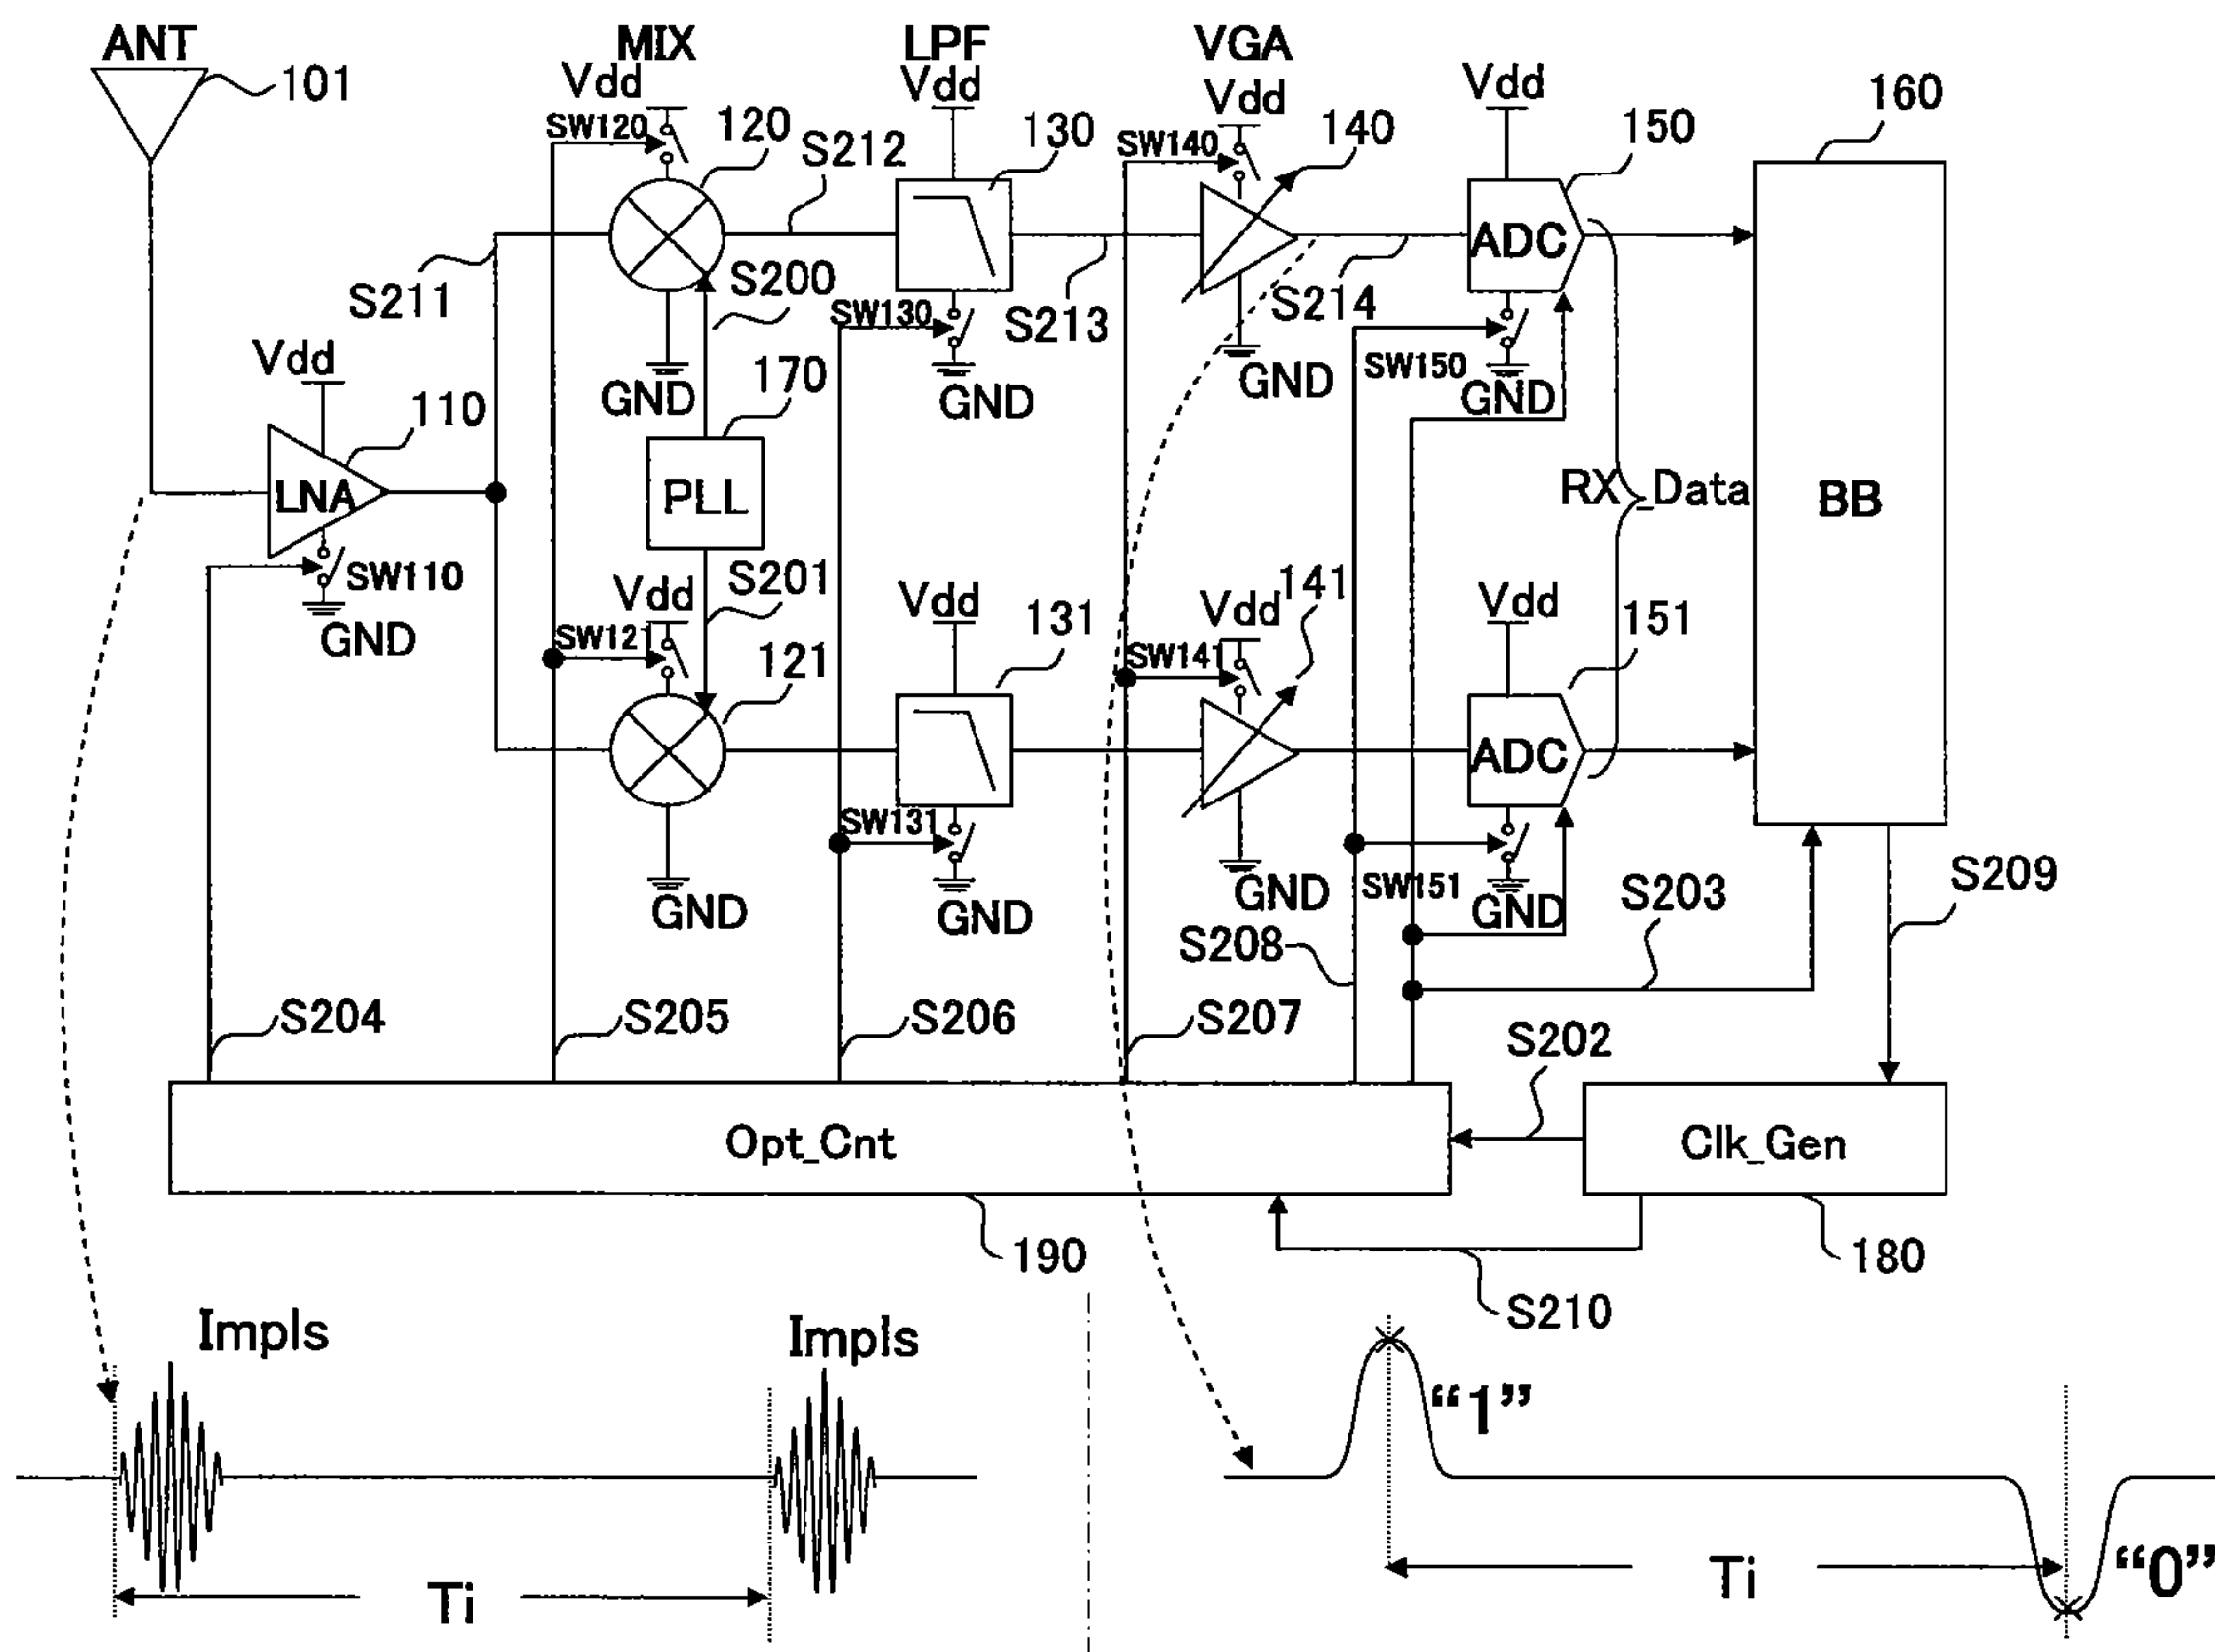 ANT
MIX
LPF
VGA
101
Vdd
Vdd
Vdd
Vdd
160
SW120
120
S212
130
SW140
140
150
ADC
S211
S200
SW130
S213
S214
SW150
GND
GND
GND
GND
Vdd
170
110
LNA
PLL
RX_Data
BB
SW110
GND
Vdd
S201
Vdd
131
Vdd
141
Vdd
151
SW121
121
SW141
ADC
SW131
GND
GND
GND
SW151
GND
S203
S209
S208
S204
S205
S206
S207
S202
Opt_Cnt
Clk_Gen
190
180
S210
Impls
Impls
“1”
Ti
Ti
“0”